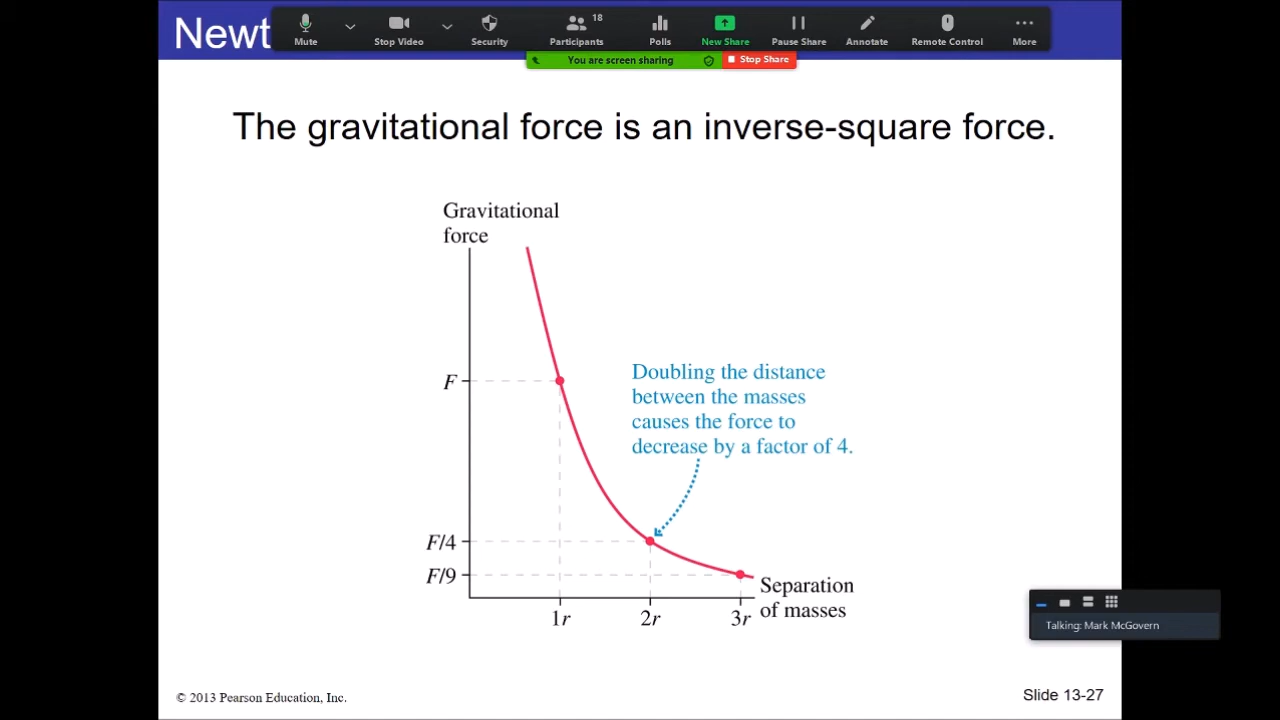 Newt
Mute
Stop Video
Security
18
Participants
Polls
New Share
Pause Share
Annotate
Remote Control
More
You are screen sharing
Stop Share
The gravitational force is an inverse-square force.
Gravitational
force
F
Doubling the distance
between the masses
causes the force to
decrease by a factor of 4.
F/4
F/9
1r
2r
3r
Separation
of masses
Talking: Mark McGovern
© 2013 Pearson Education, Inc.
Slide 13-27